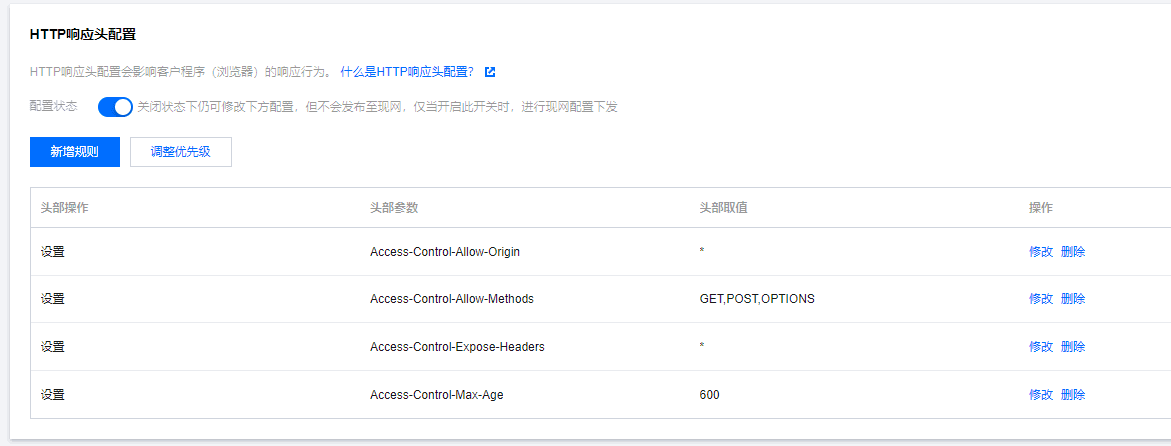 HTTP响应头配置
HTTP响应头配置会影响客户程序（浏览器）的响应行为。 什么是HTTP响应头配置？
配置状态 关闭状态下仍可修改下方配置，但不会发布至现网，仅当开启此开关时，进行现网配置下发
新增规则 调整优先级
头部操作 头部参数 头部取值 操作
设置 Access-Control-Allow-Origin * 修改 删除
设置 Access-Control-Allow-Methods GET,POST,OPTIONS 修改 删除
设置 Access-Control-Expose-Headers * 修改 删除
设置 Access-Control-Max-Age 600 修改 删除